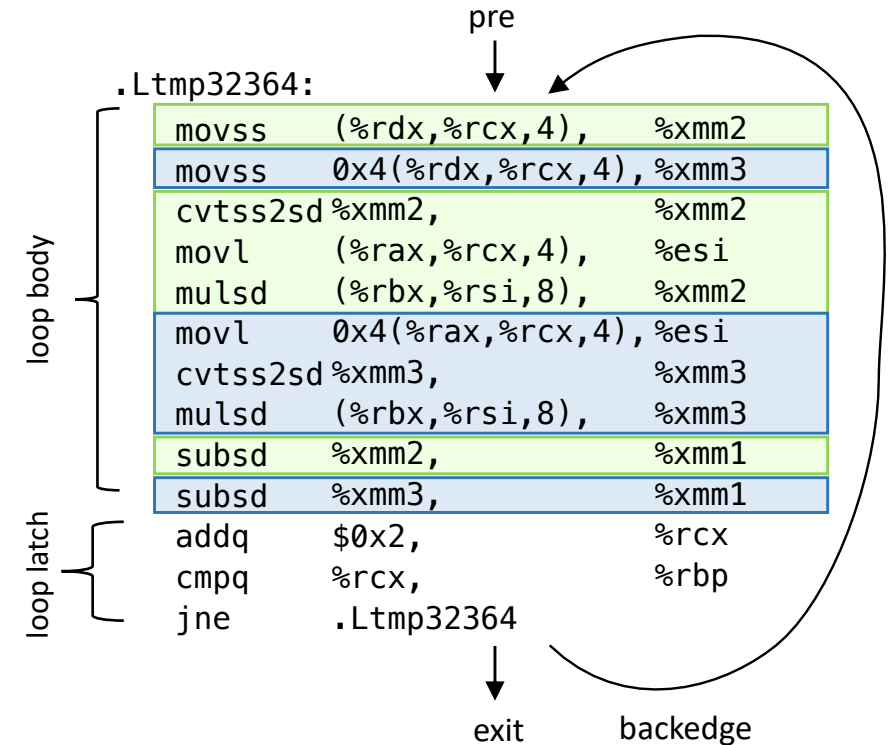 pre
.Ltmp32364:
movss (%rdx,%rcx,4), %xmm2
movss 0x4(%rdx,%rcx,4), %xmm3
cvtss2sd %xmm2, %xmm2
movl (%rax,%rcx,4), %esi
mulsd (%rbx,%rsi,8), %xmm2
movl 0x4(%rax,%rcx,4), %esi
cvtss2sd %xmm3, %xmm3
mulsd (%rbx,%rsi,8), %xmm3
subsd %xmm2, %xmm1
subsd %xmm3, %xmm1
loop body
addq $0x2, %rcx
cmpq %rcx, %rbp
jne .Ltmp32364
loop latch
exit backedge